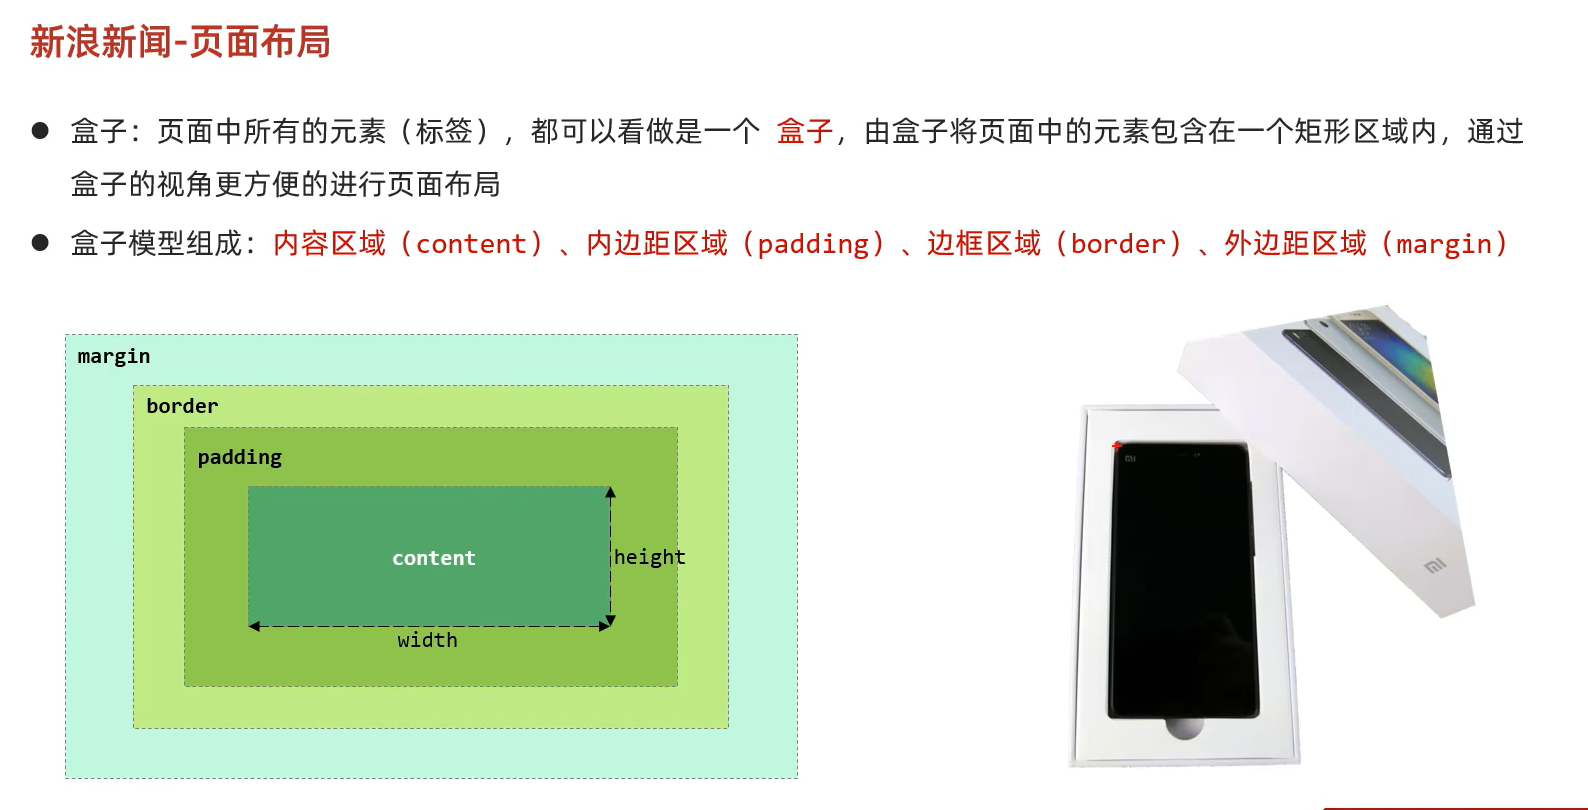 新浪新闻-页面布局
盒子：页面中所有的元素（标签），都可以看做是一个 盒子，由盒子将页面中的元素包含在一个矩形区域内，通过
盒子的视角更方便的进行页面布局
盒子模型组成：内容区域（content）、内边距区域（padding）、边框区域（border）、外边距区域（margin）
margin
border
padding
content
height
width
mi
mi